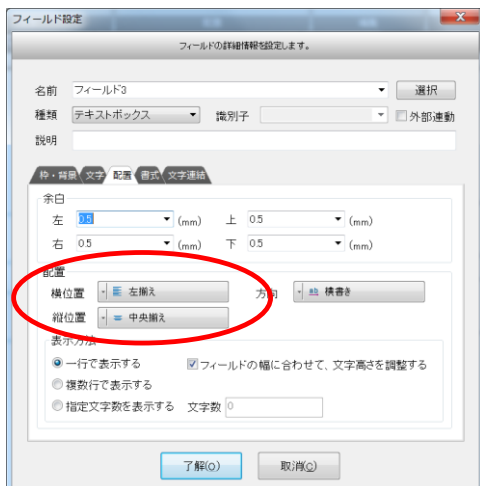 フィールド設定
フィールドの詳細情報を設定します。
名前 フィールド3 選択
種類 テキストボックス 識別子 外部連動
説明
枠・背景 文字 配置 書式 文字連結
余白
左 0.5 (mm) 上 0.5 (mm)
右 0.5 (mm) 下 0.5 (mm)
配置
横位置 左揃え 方向 横書き
縦位置 中央揃え
表示方法
一行で表示する フィールドの幅に合わせて、文字高さを調整する
複数行で表示する
指定文字数を表示する 文字数 0
了解(O) 取消(C)